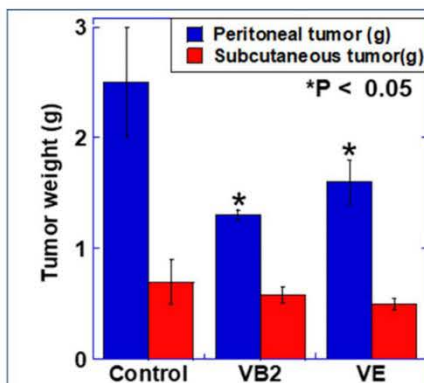 3
Peritoneal tumor (g)
Subcutaneous tumor(g)
*P < 0.05
2
*
*
1
0
Tumor weight (g)
Control VB2 VE